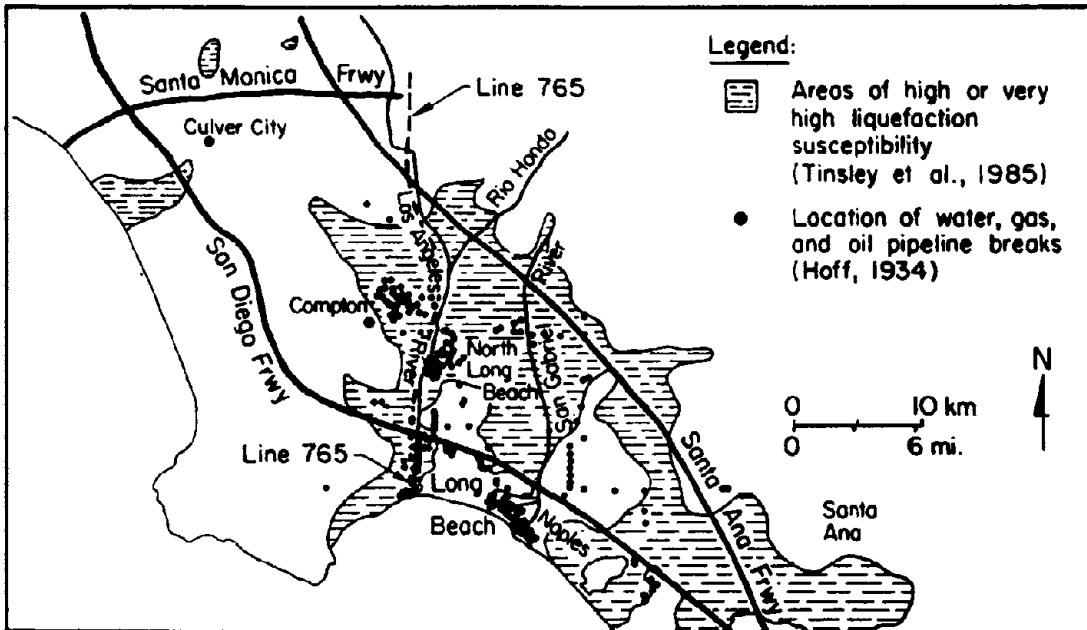 Legend:
Areas of high or very
high liquefaction
susceptibility
(Tinsley et al., 1985)
Location of water, gas,
and oil pipeline breaks
(Hoff, 1934)
Santa Monica Frwy
Line 765
Culver City
Rio Hondo
Los Angeles River
San Diego Frwy
Compton
North
Long
Beach
San Gabriel River
N
0 10 km
0 6 mi.
Line 765
Long
Beach
Naples
Santa Ana Frwy
Santa
Ana